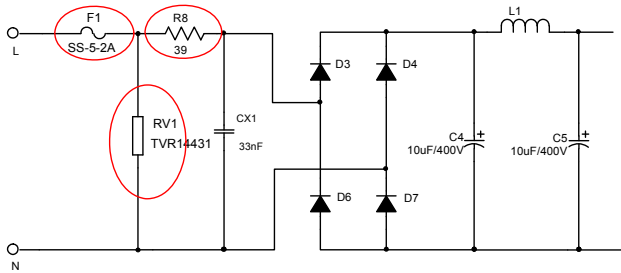 F1
SS-5-2A
R8
39
L1
L
D3
D4
RV1
TVR14431
CX1
33nF
C4
10uF/400V
+
C5
10uF/400V
+
D6
D7
N